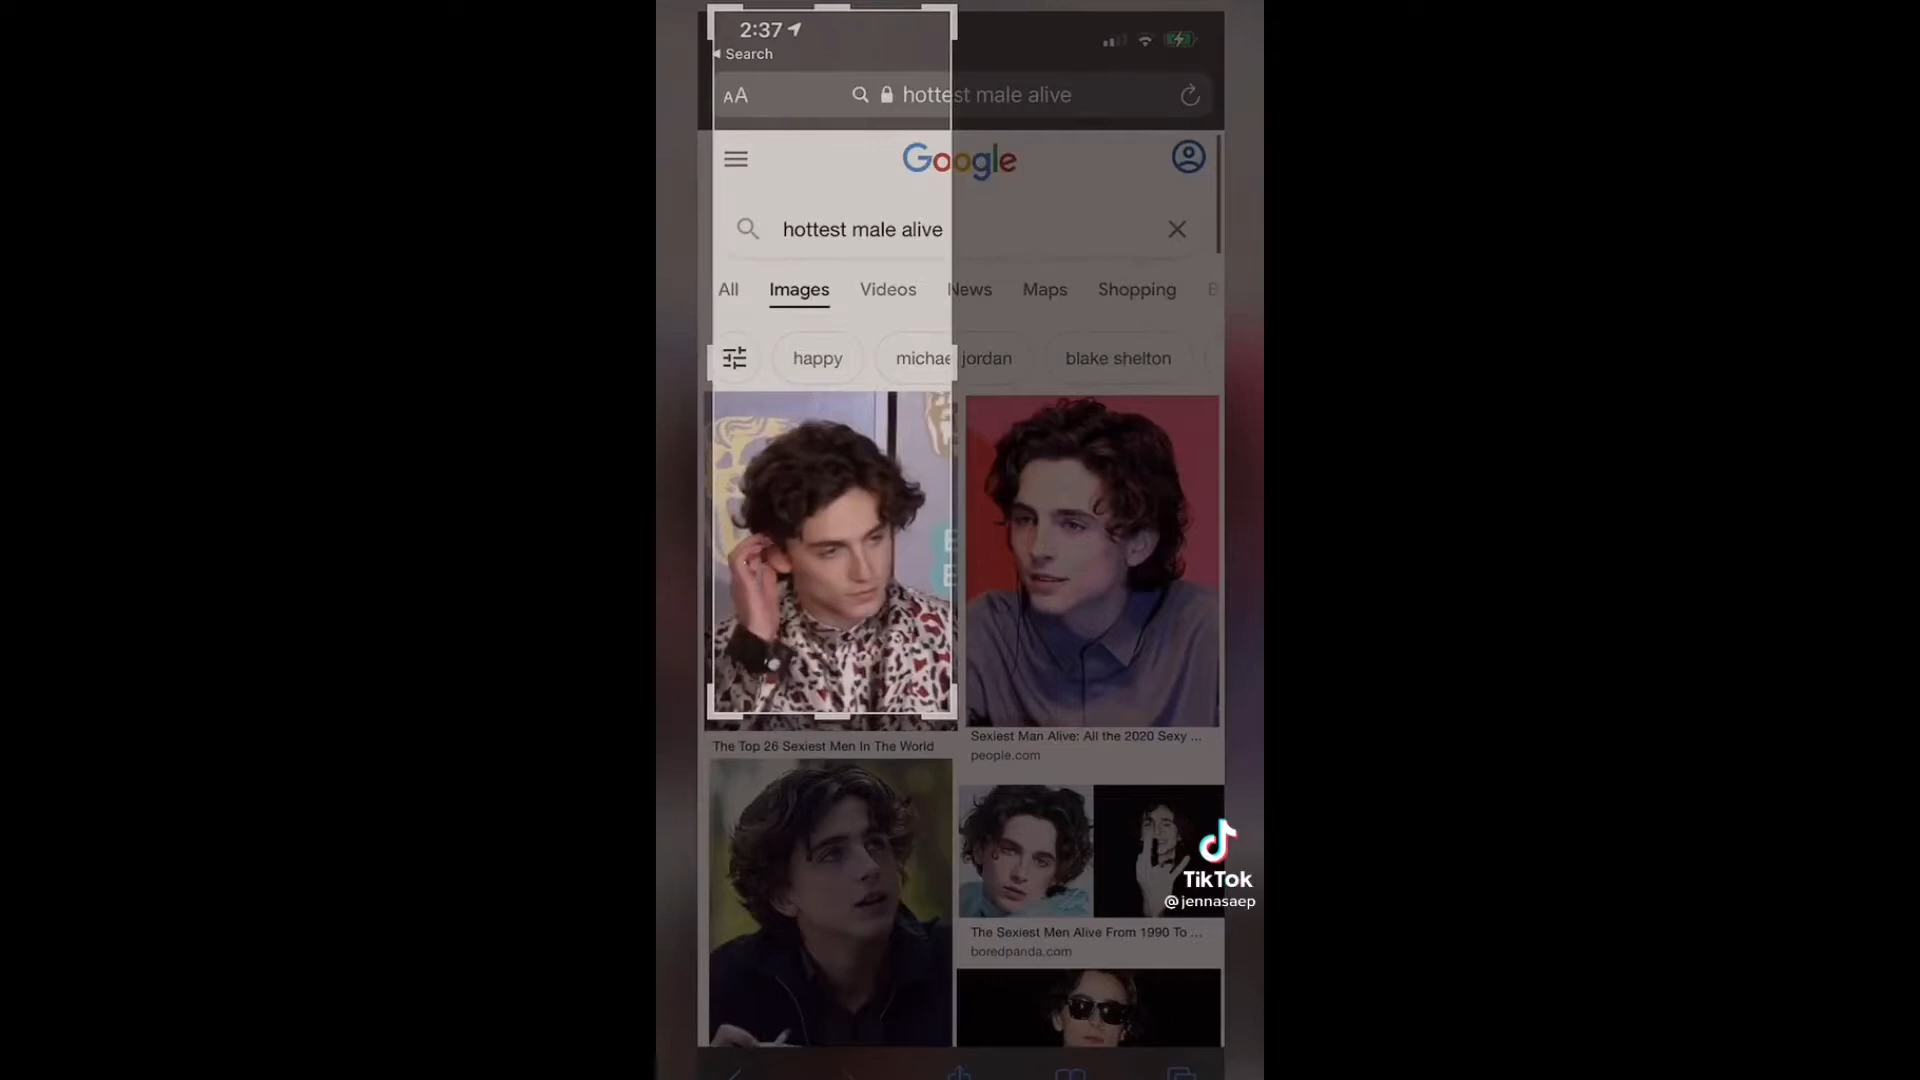 2:37
Search
AA
hottest male alive
Google
hottest male alive
All Images Videos News Maps Shopping
happy
michael jordan
blake shelton
The Top 26 Sexiest Men In The World
Sexiest Man Alive: All the 2020 Sexy ...
people.com
The Sexiest Men Alive From 1990 To ...
boredpanda.com
TikTok
@jennasaep